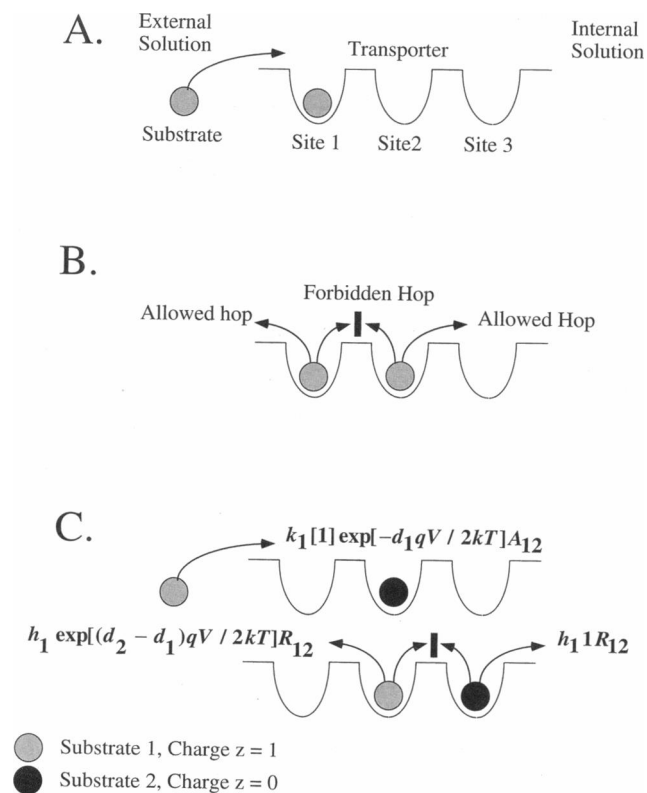 A.
External
Solution
Transporter
Internal
Solution
Substrate
Site 1
Site2
Site 3
B.
Forbidden Hop
Allowed hop
Allowed Hop
C.
k₁[1] exp[-d₁qV / 2kT]A₁₂
h₁ exp[(d₂ − d₁)qV / 2kT]R₁₂
h₁1R₁₂
Substrate 1, Charge z = 1
Substrate 2, Charge z = 0